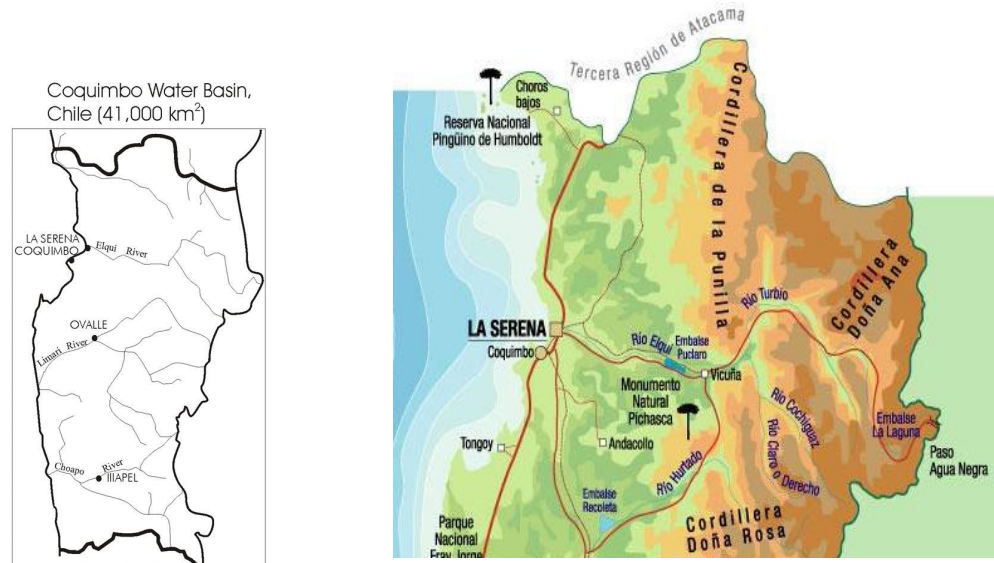 Coquimbo Water Basin,
Chile (41,000 km²)
LA SERENA
COQUIMBO
Elqui River
OVALLE
Limari River
Choapo River
IIIAPEL
Tercera Región de Atacama
Choros
bajos
Reserva Nacional
Pingüino de Humboldt
Cordillera de la Punilla
Cordillera
Doña Ana
Río Turbio
LA SERENA
Coquimbo
Río Elqui
Embalse
Puclaro
Vicuña
Monumento
Natural
Pichasca
Río Cochiguaz
Río Claro o Derecho
Embalse
La Laguna
Paso
Agua Negra
Tongoy
Andacollo
Río Hurtado
Embalse
Recoleta
Cordillera
Doña Rosa
Parque
Nacional
Fray Jorge